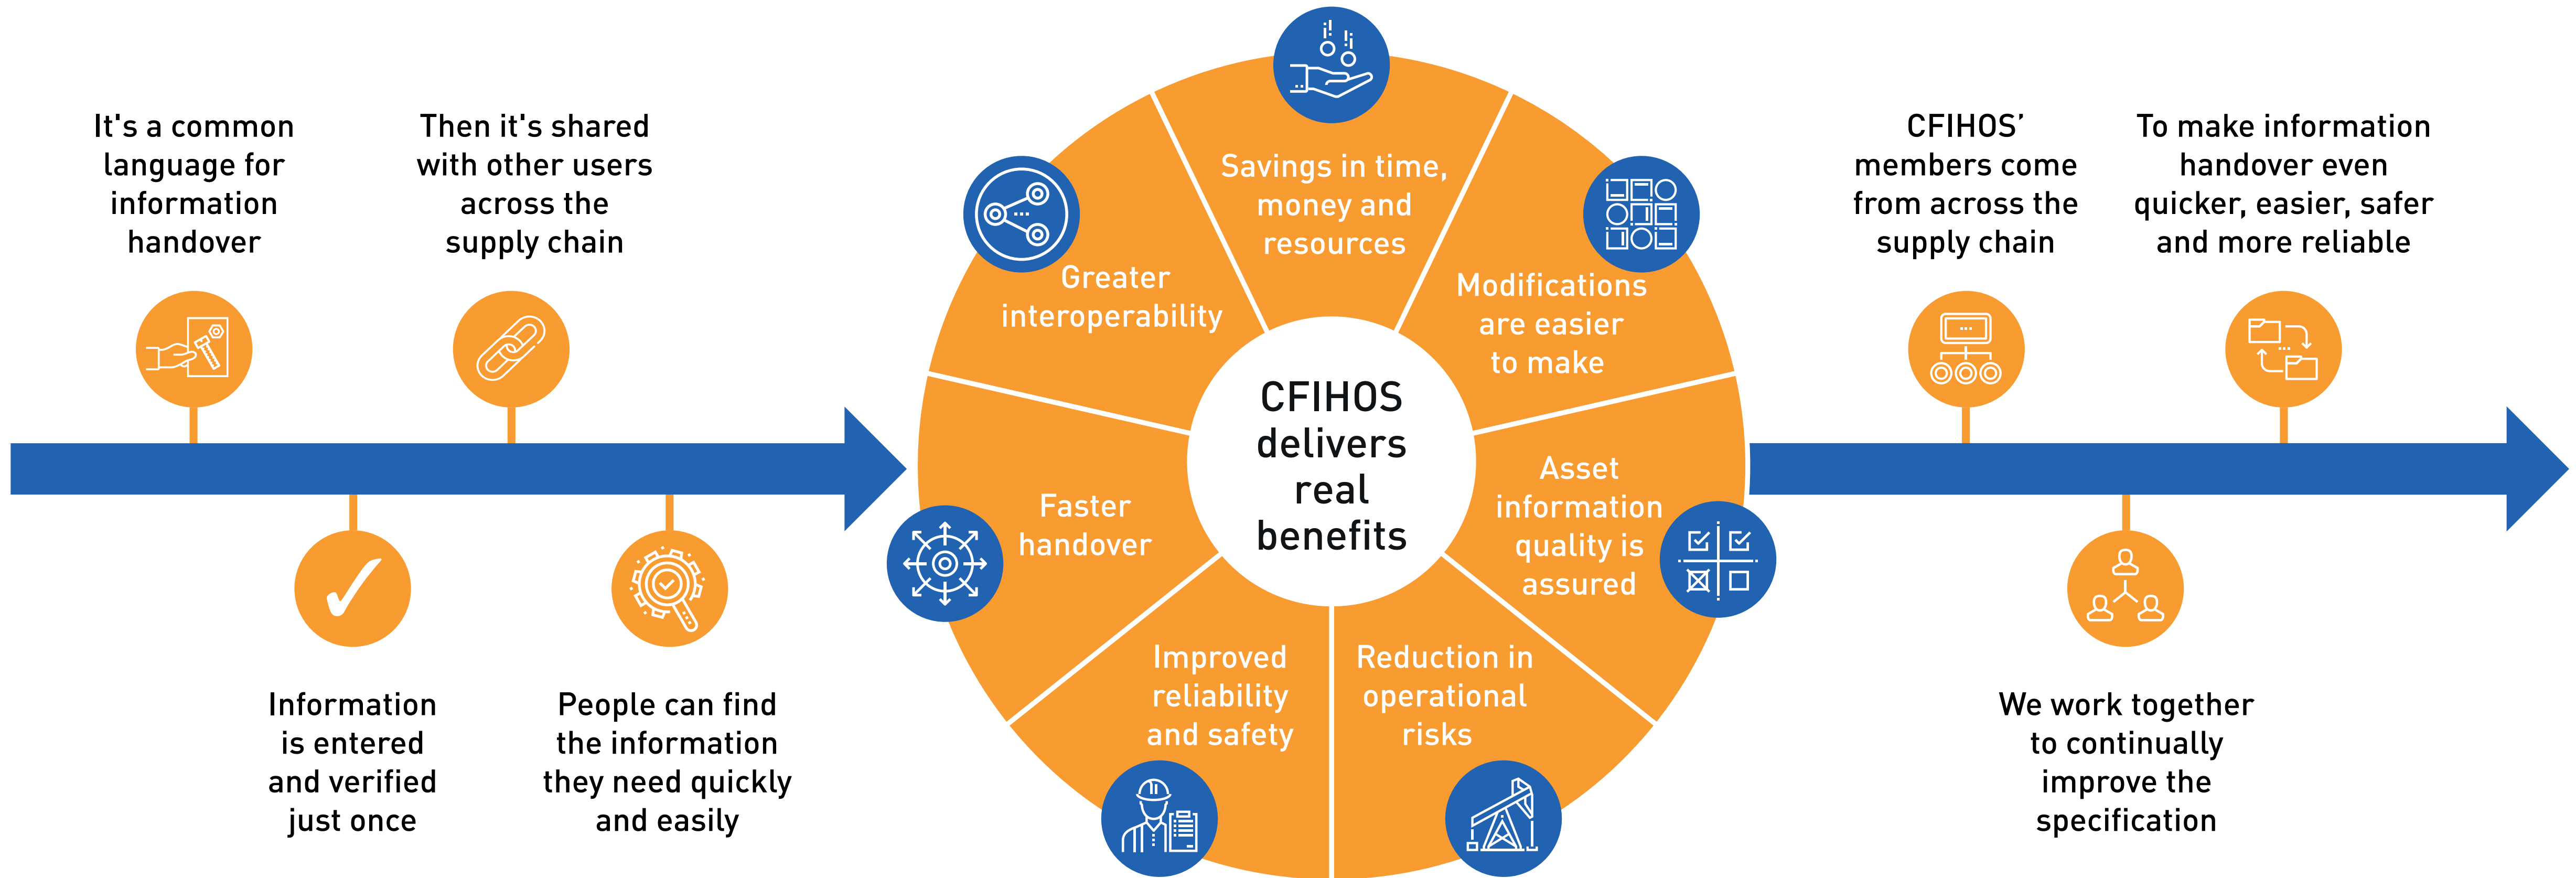 It's a common
language for
information
handover
Information
is entered
and verified
just once
Then it's shared
with other users
across the
supply chain
People can find
the information
they need quickly
and easily
CFIHOS
delivers
real
benefits
Savings in time,
money and
resources
Modifications
are easier
to make
Asset
information
quality is
assured
Reduction in
operational
risks
Improved
reliability
and safety
Faster
handover
Greater
interoperability
CFIHOS’
members come
from across the
supply chain
We work together
to continually
improve the
specification
To make information
handover even
quicker, easier, safer
and more reliable